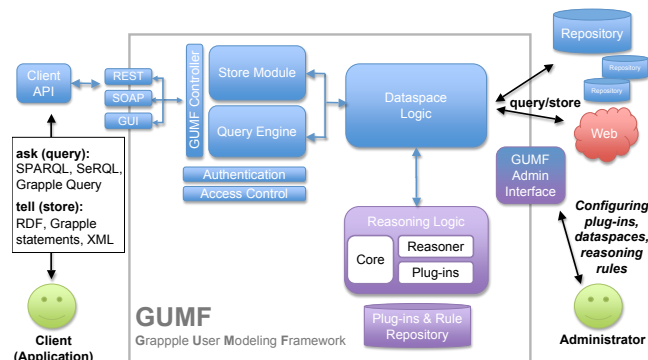 Client
API
ask (query):
SPARQL, SeRQL,
Grapple Query
tell (store):
RDF, Grapple
statements, XML
Client
(Application)
REST
SOAP
GUI
GUMF Controller
Store Module
Query Engine
Authentication
Access Control
Dataspace
Logic
Reasoning Logic
Core
Reasoner
Plug-ins
Plug-ins & Rule
Repository
GUMF
Grappple User Modeling Framework
Repository
Repository
Repository
query/store
Web
GUMF
Admin
Interface
Configuring
plug-ins,
dataspaces,
reasoning
rules
Administrator